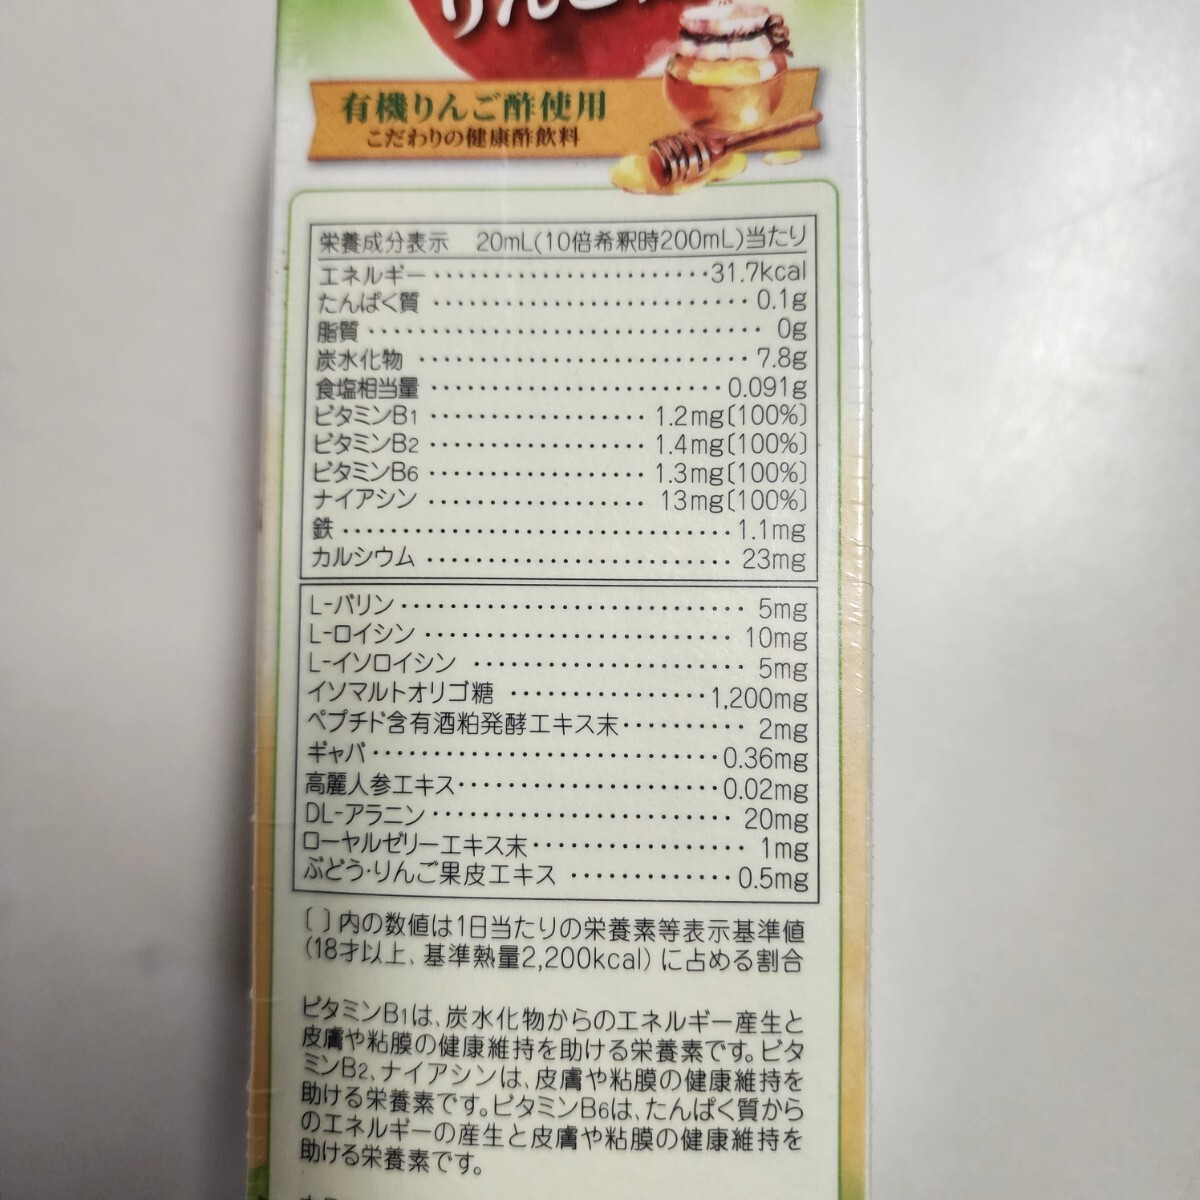 りんご
有機りんご酢使用
こだわりの健康酢飲料
栄養成分表示 20mL(10倍希釈時200mL)当たり
エネルギー・・・・・・・・・・・・・・・・・・・・・・・31.7kcal
たんぱく質・・・・・・・・・・・・・・・・・・・・・・・・・0.1g
脂質・・・・・・・・・・・・・・・・・・・・・・・・・・・・・・・0g
炭水化物・・・・・・・・・・・・・・・・・・・・・・・・・・7.8g
食塩相当量・・・・・・・・・・・・・・・・・・・・・・・0.091g
ビタミンB1・・・・・・・・・・・・・・・・・・1.2mg〔100%〕
ビタミンB2・・・・・・・・・・・・・・・・・・1.4mg〔100%〕
ビタミンB6・・・・・・・・・・・・・・・・・・1.3mg〔100%〕
ナイアシン・・・・・・・・・・・・・・・・・・13mg〔100%〕
鉄・・・・・・・・・・・・・・・・・・・・・・・・・・・・・・・1.1mg
カルシウム・・・・・・・・・・・・・・・・・・・・・・・・・23mg
L-バリン・・・・・・・・・・・・・・・・・・・・・・・・・・・5mg
L-ロイシン・・・・・・・・・・・・・・・・・・・・・・・・・10mg
L-イソロイシン・・・・・・・・・・・・・・・・・・・・・・5mg
イソマルトオリゴ糖・・・・・・・・・・・・・・・・1,200mg
ペプチド含有酒粕発酵エキス末・・・・・・・・・・2mg
ギャバ・・・・・・・・・・・・・・・・・・・・・・・・・・・0.36mg
高麗人参エキス・・・・・・・・・・・・・・・・・・・・0.02mg
DL-アラニン・・・・・・・・・・・・・・・・・・・・・・・・20mg
ローヤルゼリーエキス末・・・・・・・・・・・・・・・・1mg
ぶどう・りんご果皮エキス・・・・・・・・・・・・・0.5mg
〔 〕内の数値は1日当たりの栄養素等表示基準値
(18才以上、基準熱量2,200kcal)に占める割合
ビタミンB1は、炭水化物からのエネルギー産生と
皮膚や粘膜の健康維持を助ける栄養素です。ビタ
ミンB2、ナイアシンは、皮膚や粘膜の健康維持を
助ける栄養素です。ビタミンB6は、たんぱく質から
のエネルギーの産生と皮膚や粘膜の健康維持を
助ける栄養素です。